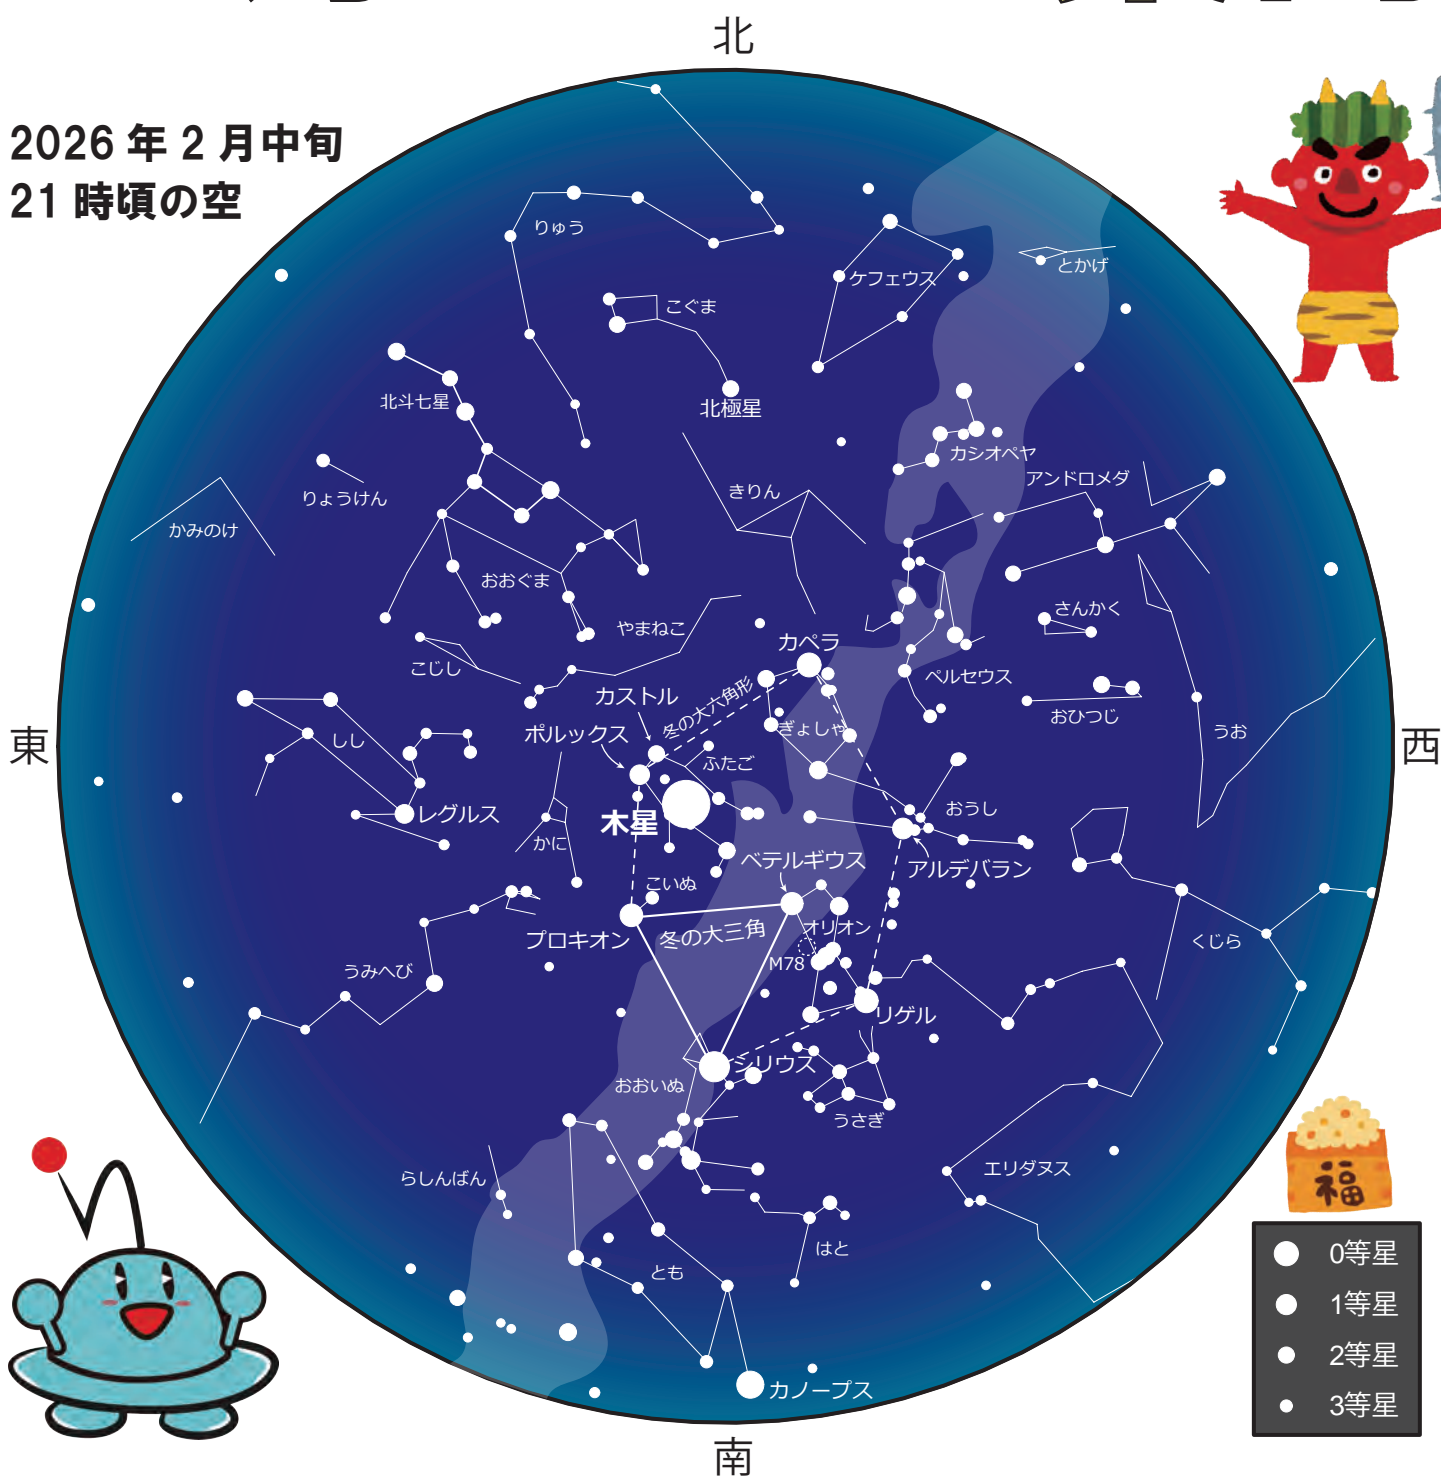 北
2026 年 2 月中旬
21 時頃の空
りゅう
ケフェウス
とかげ
こぐま
北斗七星
北極星
カシオペヤ
アンドロメダ
きりん
りょうけん
かみのけ
おおぐま
さんかく
やまねこ
カペラ
こじし
ペルセウス
カストル
冬の大六角形
おひつじ
ポルックス
ぎょしゃ
うお
しし
ふたご
東
西
おうし
レグルス
木星
かに
ベテルギウス
アルデバラン
こいぬ
オリオン
冬の大三角
プロキオン
くじら
M78
うみへび
リゲル
シリウス
おおいぬ
うさぎ
エリダヌス
らしんばん
福
はと
とも
0等星
1等星
2等星
3等星
カノープス
南